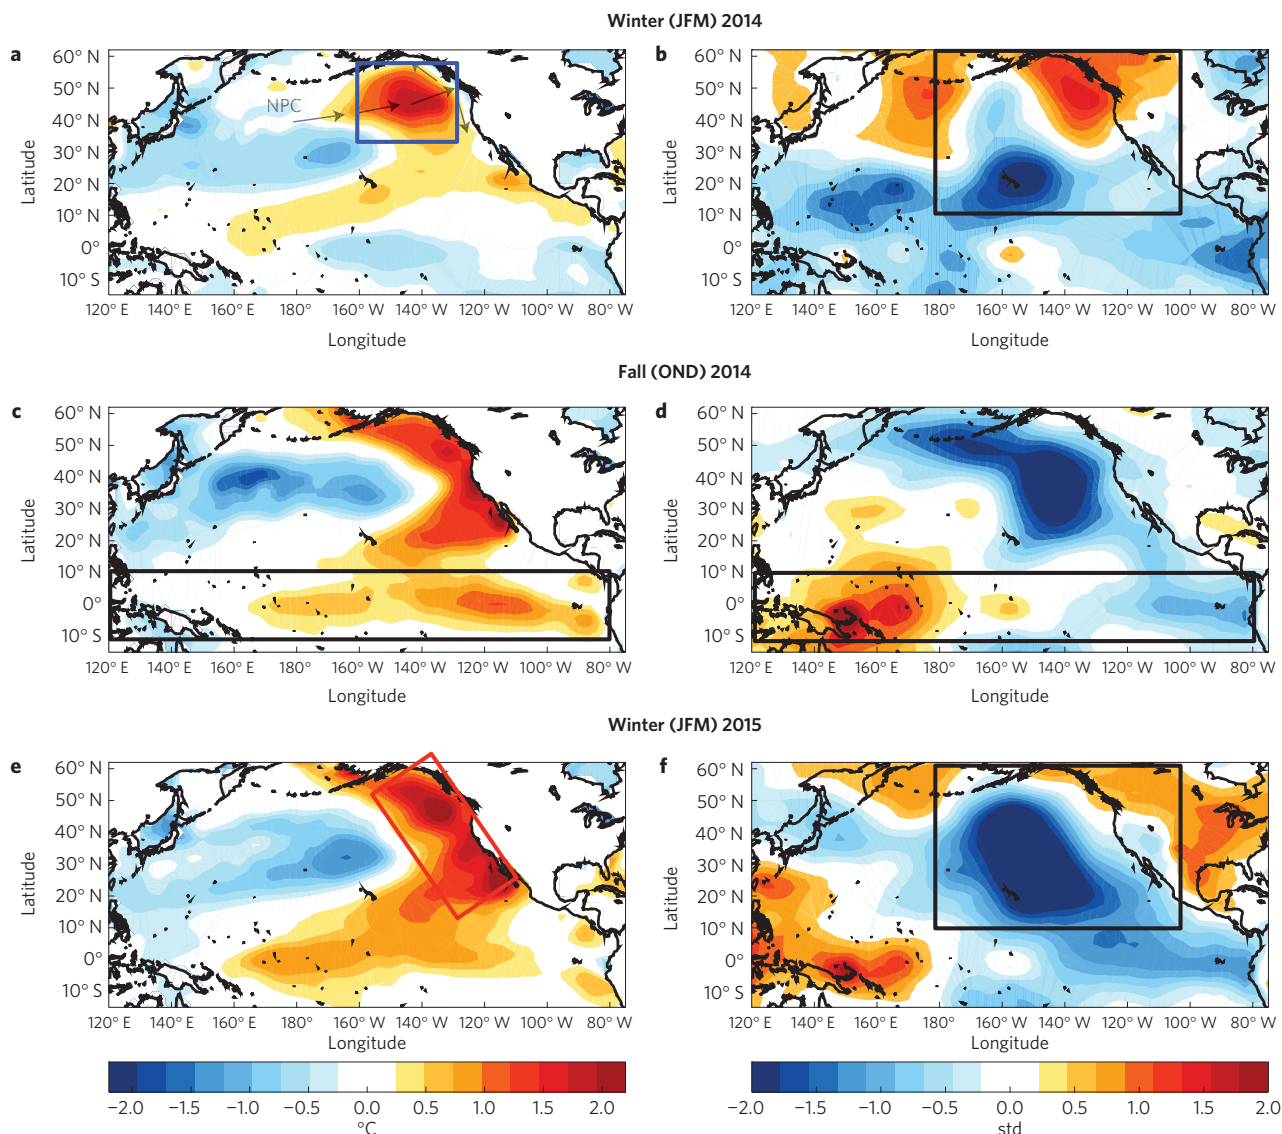 Winter (JFM) 2014
a
60° N
50° N
40° N
30° N
20° N
10° N
0°
10° S
Latitude
NPC
120° E 140° E 160° E 180° 160° W 140° W 120° W 100° W 80° W
Longitude
b
60° N
50° N
40° N
30° N
20° N
10° N
0°
10° S
Latitude
120° E 140° E 160° E 180° 160° W 140° W 120° W 100° W 80° W
Longitude
Fall (OND) 2014
c
60° N
50° N
40° N
30° N
20° N
10° N
0°
10° S
Latitude
120° E 140° E 160° E 180° 160° W 140° W 120° W 100° W 80° W
Longitude
d
60° N
50° N
40° N
30° N
20° N
10° N
0°
10° S
Latitude
120° E 140° E 160° E 180° 160° W 140° W 120° W 100° W 80° W
Longitude
Winter (JFM) 2015
e
60° N
50° N
40° N
30° N
20° N
10° N
0°
10° S
Latitude
120° E 140° E 160° E 180° 160° W 140° W 120° W 100° W 80° W
Longitude
f
60° N
50° N
40° N
30° N
20° N
10° N
0°
10° S
Latitude
120° E 140° E 160° E 180° 160° W 140° W 120° W 100° W 80° W
Longitude
−2.0 −1.5 −1.0 −0.5 0.0 0.5 1.0 1.5 2.0
°C
−2.0 −1.5 −1.0 −0.5 0.0 0.5 1.0 1.5 2.0
std